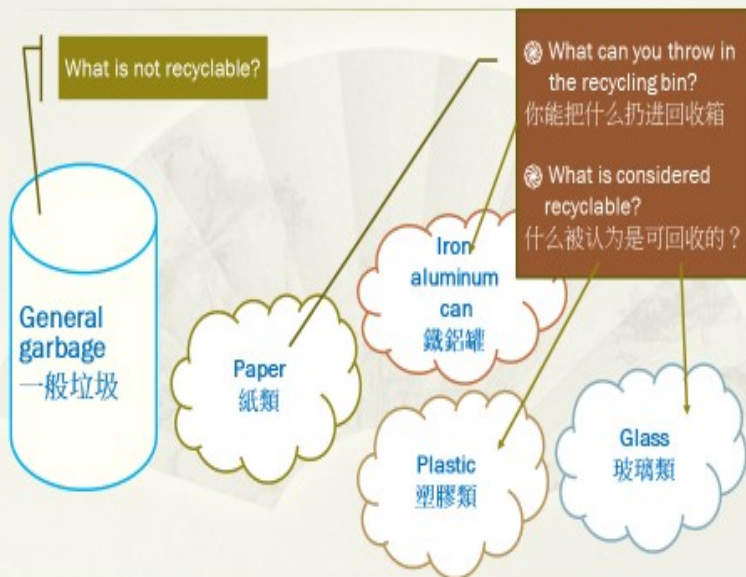 What is not recyclable?
What can you throw in
the recycling bin?
你能把什么扔进回收箱
What is considered
recyclable?
什么被认为是可回收的？
General
garbage
一般垃圾
Paper
紙類
Iron
aluminum
can
鐵鋁罐
Plastic
塑膠類
Glass
玻璃類